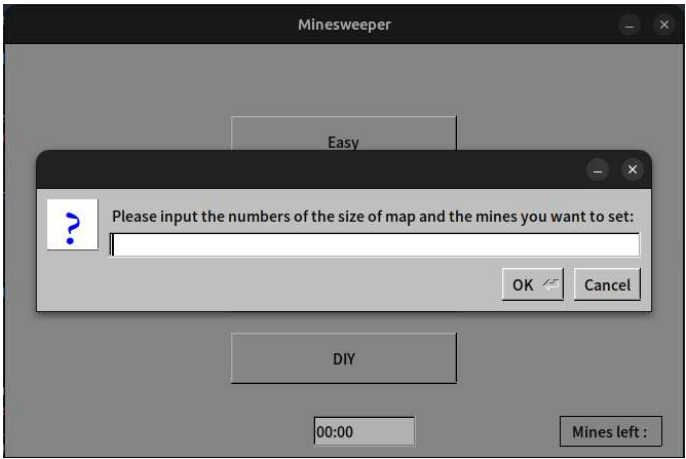 Minesweeper
Easy
?
Please input the numbers of the size of map and the mines you want to set:
OK
Cancel
DIY
00:00
Mines left :